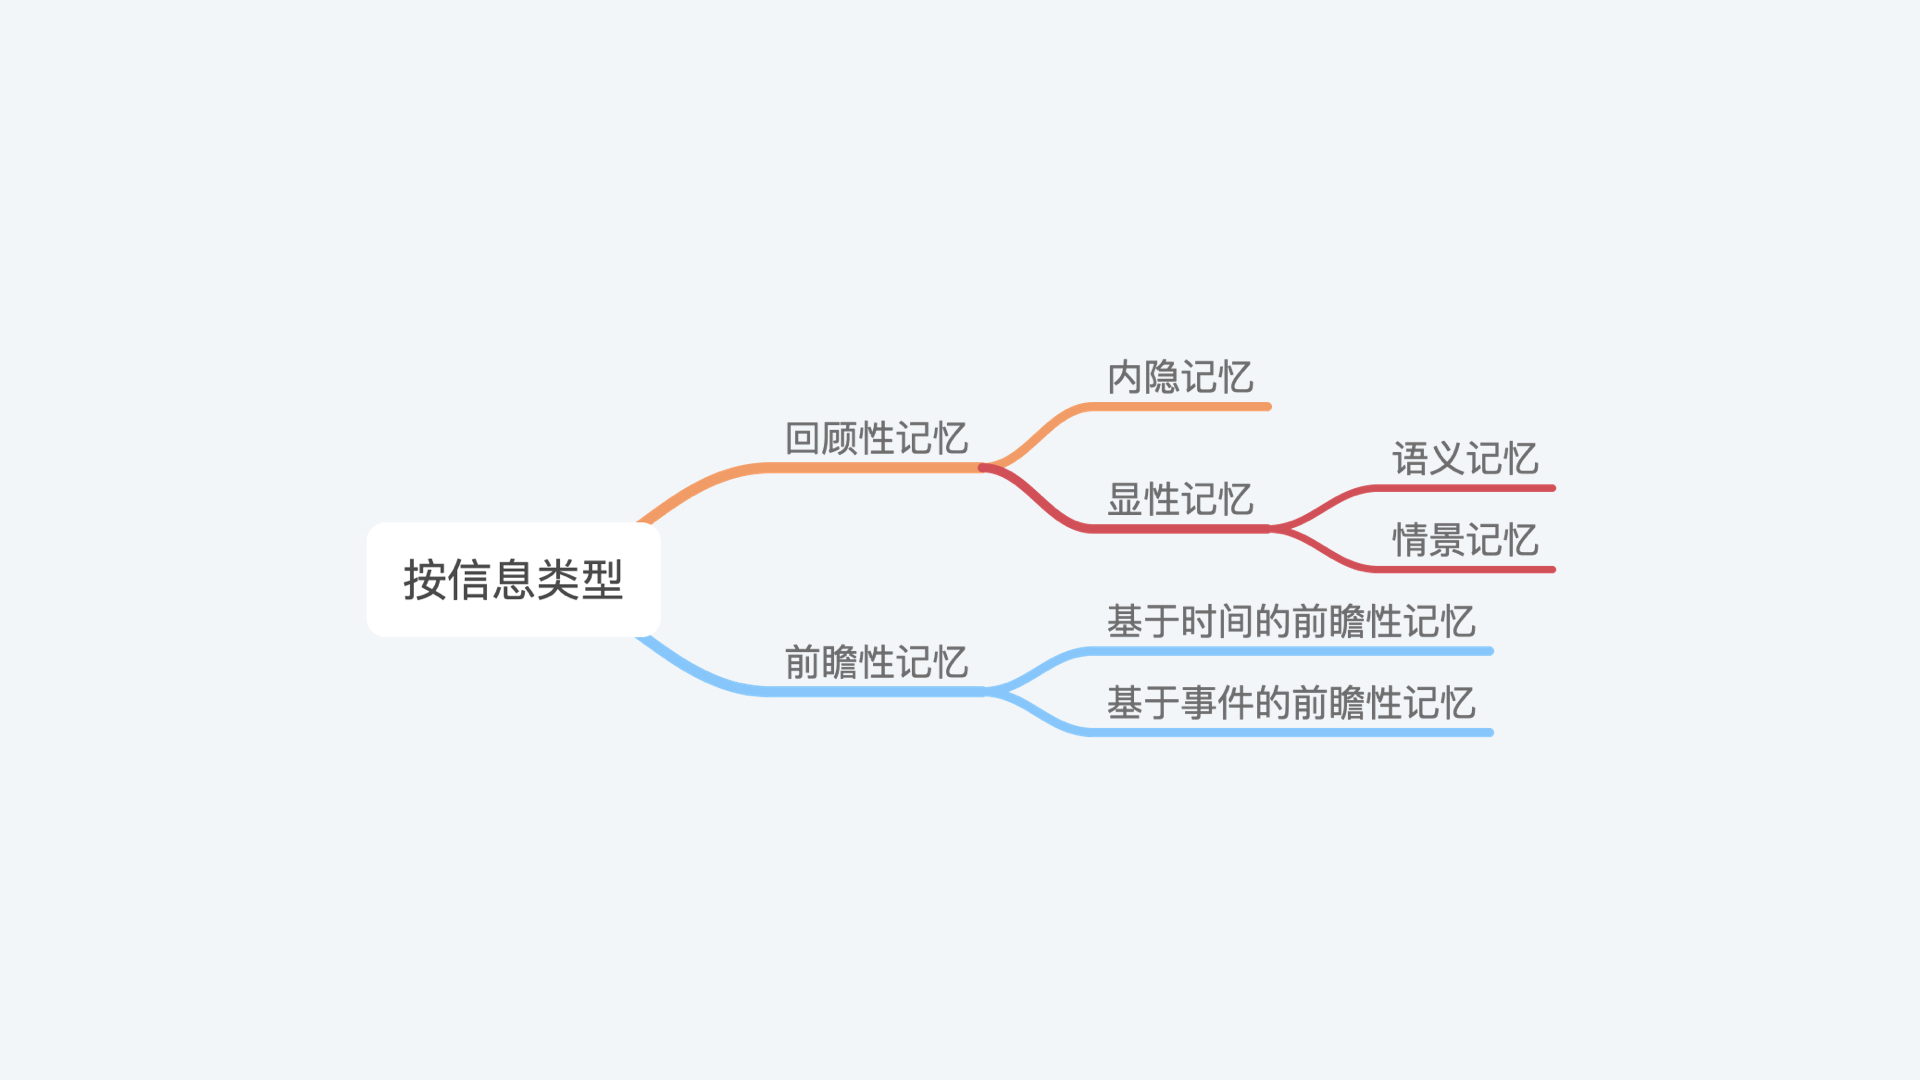 按信息类型
回顾性记忆
内隐记忆
显性记忆
语义记忆
情景记忆
前瞻性记忆
基于时间的前瞻性记忆
基于事件的前瞻性记忆